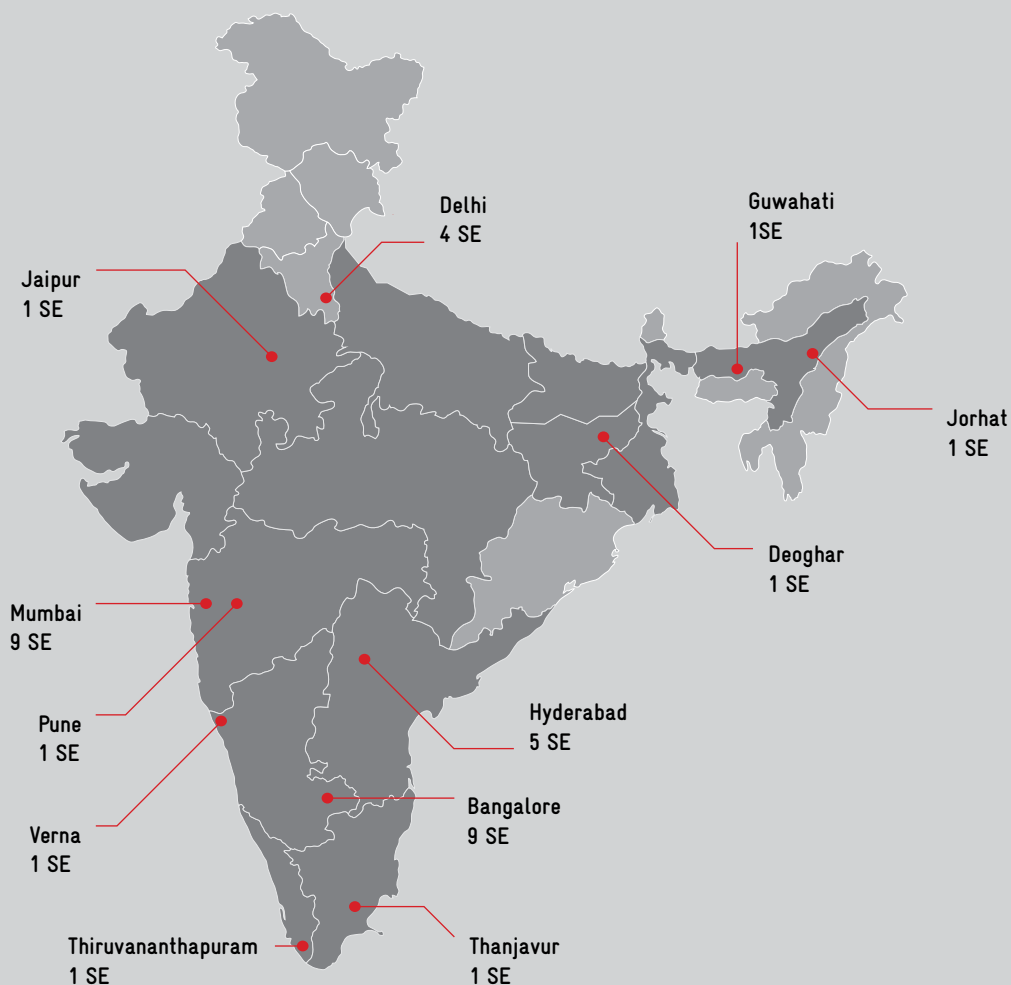 Delhi
4 SE
Guwahati
1SE
Jaipur
1 SE
Jorhat
1 SE
Deoghar
1 SE
Mumbai
9 SE
Pune
1 SE
Hyderabad
5 SE
Bangalore
9 SE
Verna
1 SE
Thiruvananthapuram
1 SE
Thanjavur
1 SE